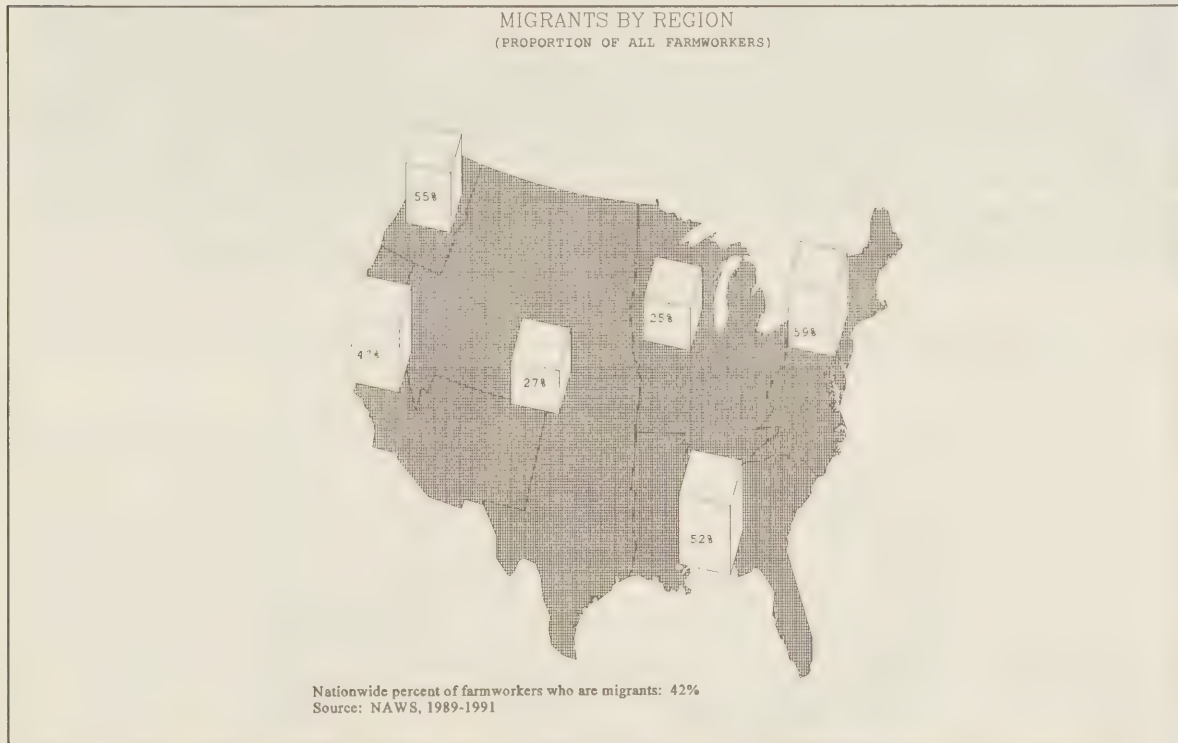 MIGRANTS BY REGION
(PROPORTION OF ALL FARMWORKERS)
55%
25%
59%
27%
52%
Nationwide percent of farmworkers who are migrants: 42%
Source: NAWS, 1989-1991